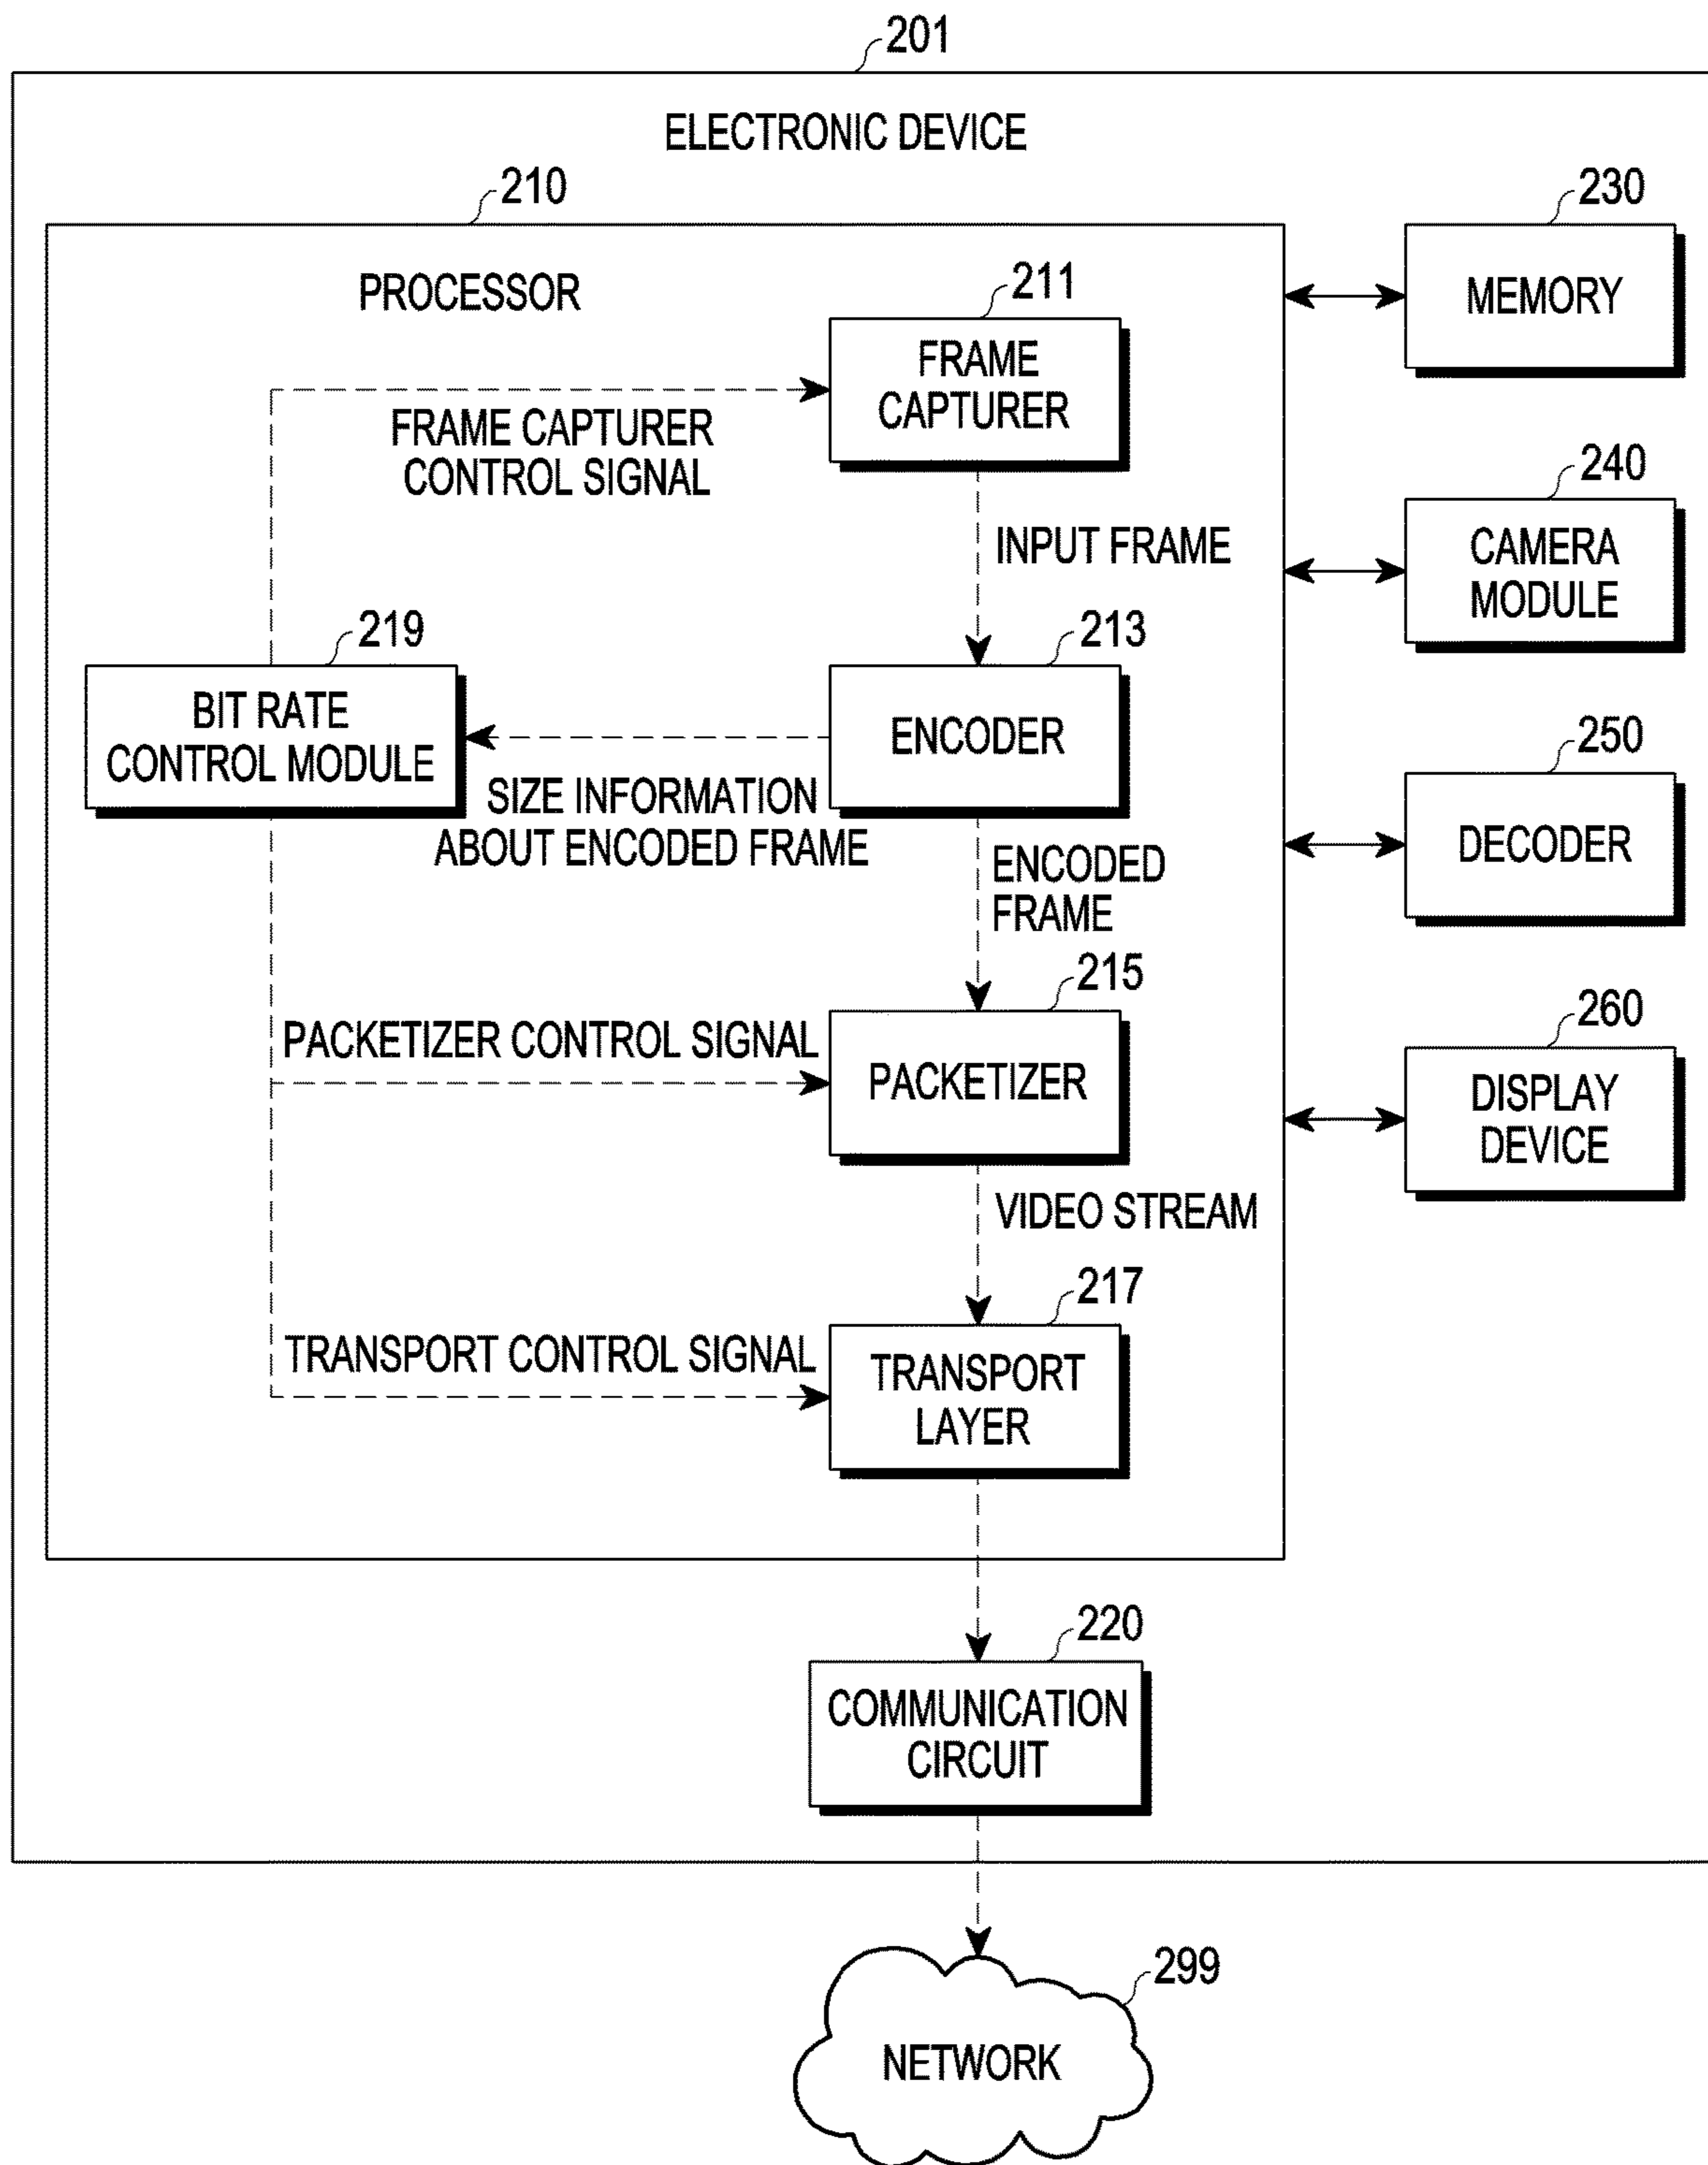 201
ELECTRONIC DEVICE
210
PROCESSOR
211
FRAME
CAPTURER
FRAME CAPTURER
CONTROL SIGNAL
INPUT FRAME
219
BIT RATE
CONTROL MODULE
213
ENCODER
SIZE INFORMATION
ABOUT ENCODED FRAME
ENCODED
FRAME
215
PACKETIZER CONTROL SIGNAL
PACKETIZER
VIDEO STREAM
217
TRANSPORT CONTROL SIGNAL
TRANSPORT
LAYER
230
MEMORY
240
CAMERA
MODULE
250
DECODER
260
DISPLAY
DEVICE
220
COMMUNICATION
CIRCUIT
299
NETWORK